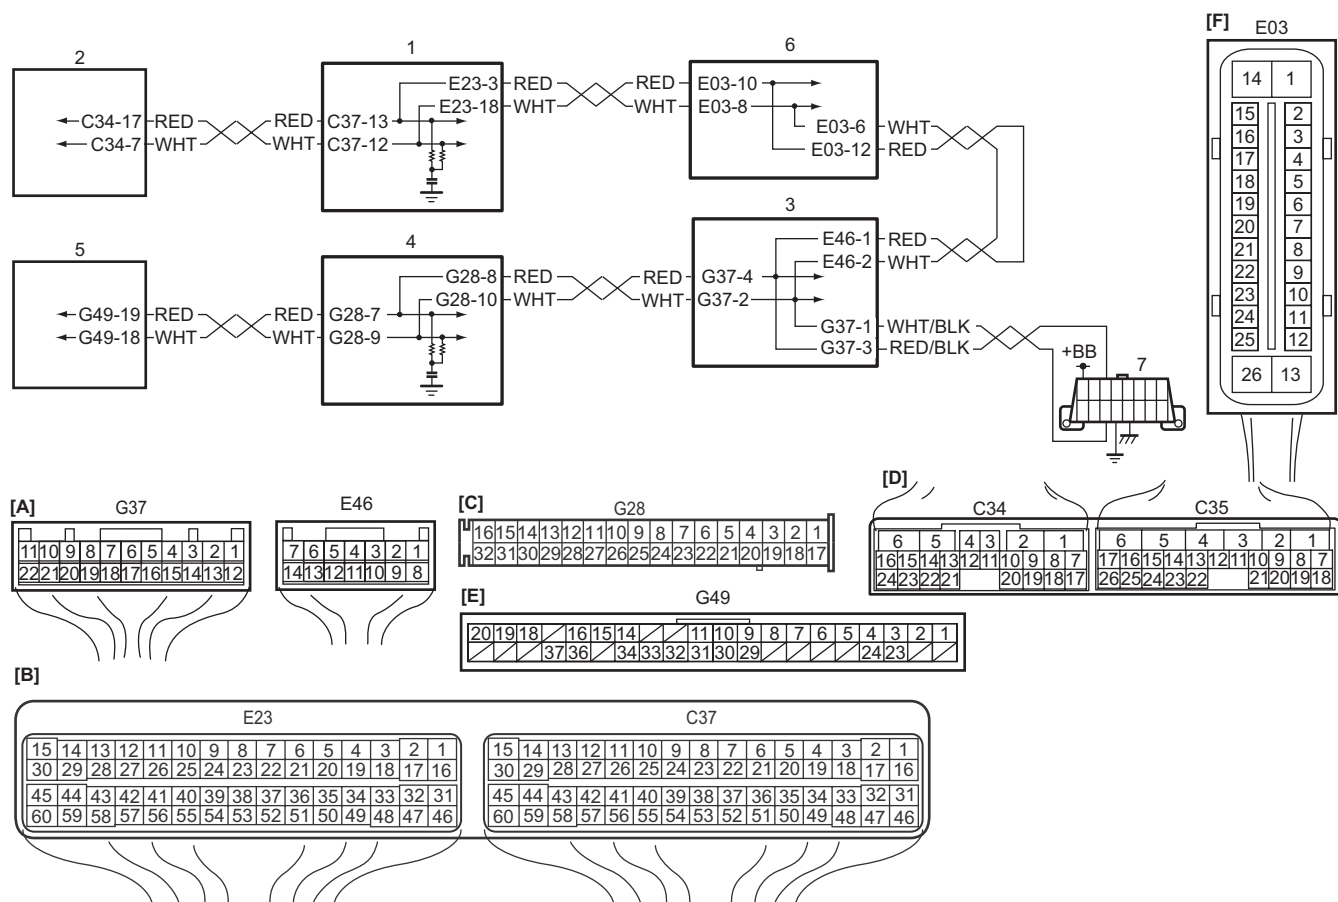 [F] E03
2 1 6
E23-3 RED RED E03-10
E23-18 WHT WHT E03-8
C34-17 RED RED C37-13
C34-7 WHT WHT C37-12
E03-6 WHT
E03-12 RED
5 4 3
E46-1 RED
E46-2 WHT
G28-8 RED RED G37-4
G28-10 WHT WHT G37-2
G49-19 RED RED G28-7
G49-18 WHT WHT G28-9
G37-1 WHT/BLK
G37-3 RED/BLK
+BB 7
14 1
15 2
16 3
17 4
18 5
19 6
20 7
21 8
22 9
23 10
24 11
25 12
26 13
[A] G37 E46
11 10 9 8 7 6 5 4 3 2 1
22 21 20 19 18 17 16 15 14 13 12
7 6 5 4 3 2 1
14 13 12 11 10 9 8
[C] G28
16 15 14 13 12 11 10 9 8 7 6 5 4 3 2 1
32 31 30 29 28 27 26 25 24 23 22 21 20 19 18 17
[D] C34 C35
6 5 4 3 2 1
16 15 14 13 12 11 10 9 8 7
24 23 22 21 20 19 18 17
6 5 4 3 2 1
17 16 15 14 13 12 11 10 9 8 7
26 25 24 23 22 21 20 19 18
[E] G49
20 19 18 16 15 14 11 10 9 8 7 6 5 4 3 2 1
37 36 34 33 32 31 30 29 24 23
[B]
E23 C37
15 14 13 12 11 10 9 8 7 6 5 4 3 2 1
30 29 28 27 26 25 24 23 22 21 20 19 18 17 16
45 44 43 42 41 40 39 38 37 36 35 34 33 32 31
60 59 58 57 56 55 54 53 52 51 50 49 48 47 46
15 14 13 12 11 10 9 8 7 6 5 4 3 2 1
30 29 28 27 26 25 24 23 22 21 20 19 18 17 16
45 44 43 42 41 40 39 38 37 36 35 34 33 32 31
60 59 58 57 56 55 54 53 52 51 50 49 48 47 46